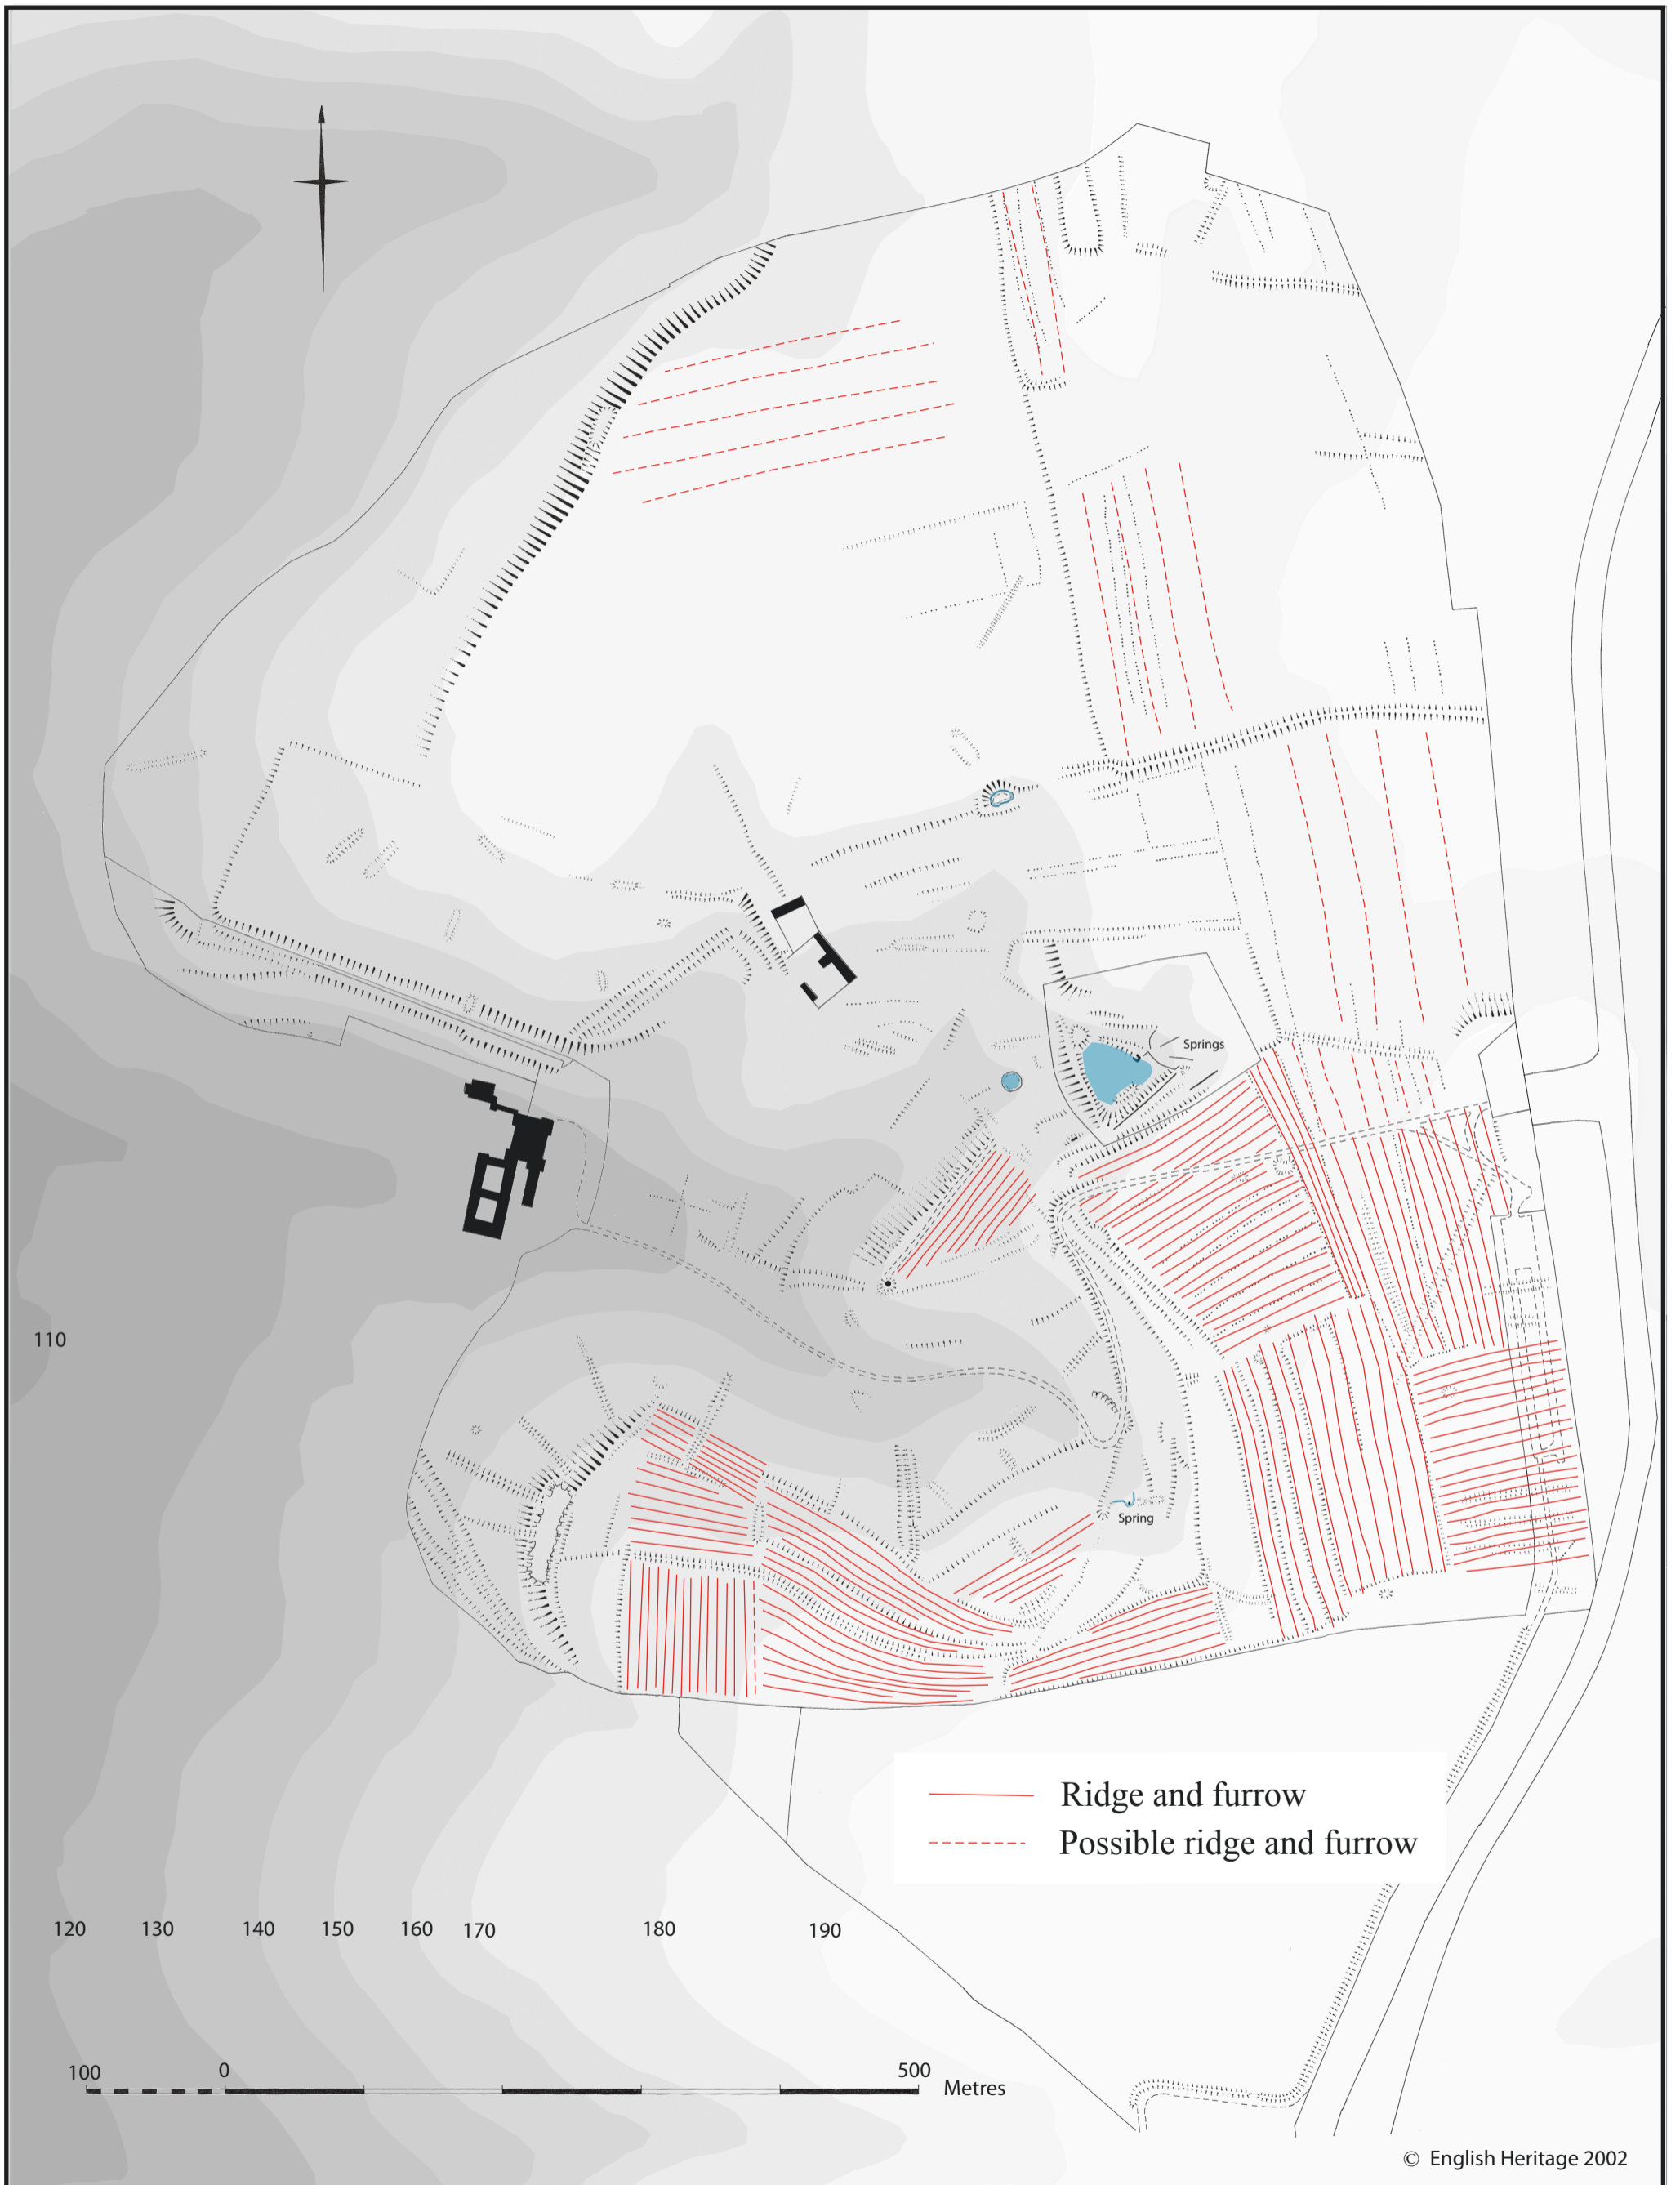 Springs
110
Spring
Ridge and furrow
Possible ridge and furrow
120 130 140 150 160 170 180 190
100 0 500
Metres
© English Heritage 2002